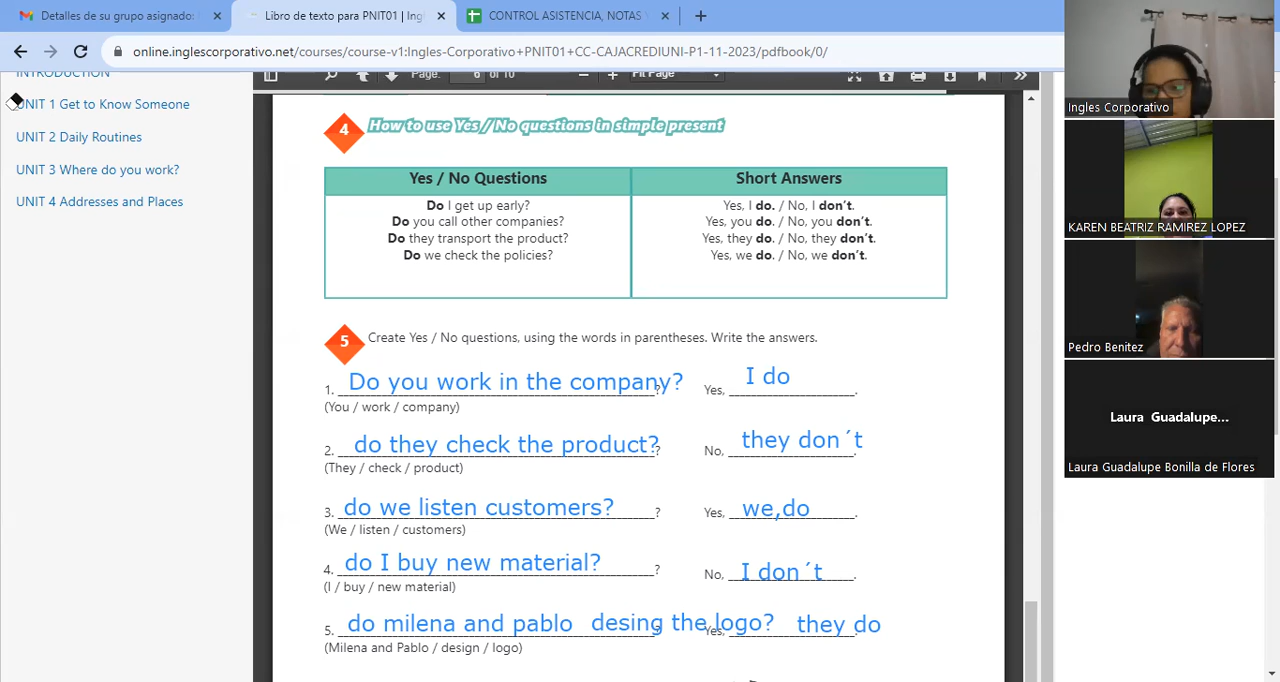 Detalles de su grupo asignado:
Libro de texto para PNIT01 | Ing
CONTROL ASISTENCIA, NOTAS
online.inglescorporativo.net/courses/course-v1:Ingles-Corporativo+PNIT01+CC-CAJACREDIUNI-P1-11-2023/pdfbook/0/
INTRODUCTION
UNIT 1 Get to Know Someone
UNIT 2 Daily Routines
UNIT 3 Where do you work?
UNIT 4 Addresses and Places
Page: 6 of 10
Fit Page
4 How to use Yes / No questions in simple present
Yes / No Questions Short Answers
Do I get up early? Yes, I do. / No, I don't.
Do you call other companies? Yes, you do. / No, you don't.
Do they transport the product? Yes, they do. / No, they don't.
Do we check the policies? Yes, we do. / No, we don't.
5 Create Yes / No questions, using the words in parentheses. Write the answers.
1. Do you work in the company? ? Yes, I do .
(You / work / company)
2. do they check the product? ? No, they don´t .
(They / check / product)
3. do we listen customers? ? Yes, we,do .
(We / listen / customers)
4. do I buy new material? ? No, I don´t .
(I / buy / new material)
5. do milena and pablo desing the logo? ? Yes, they do .
(Milena and Pablo / design / logo)
Ingles Corporativo
KAREN BEATRIZ RAMIREZ LOPEZ
Pedro Benitez
Laura Guadalupe...
Laura Guadalupe Bonilla de Flores